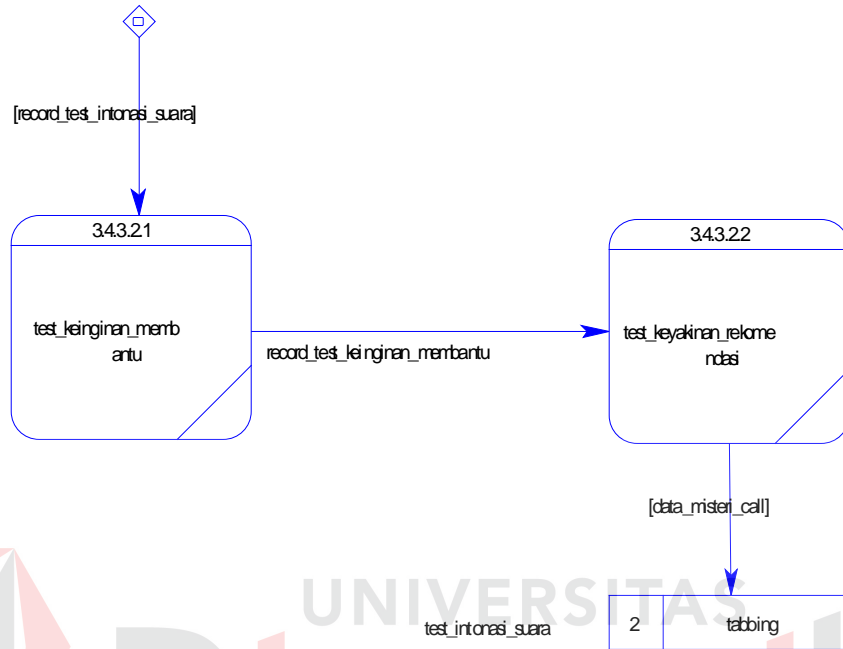 [record_test_intonasi_suara]
3.4.3.2.1
test_keinginan_memb
antu
record_test_keinginan_membantu
3.4.3.2.2
test_keyakinan_rekome
ndasi
[data_misteri_call]
UNIVERSITAS
test_intonasi_suara
2
tabbing